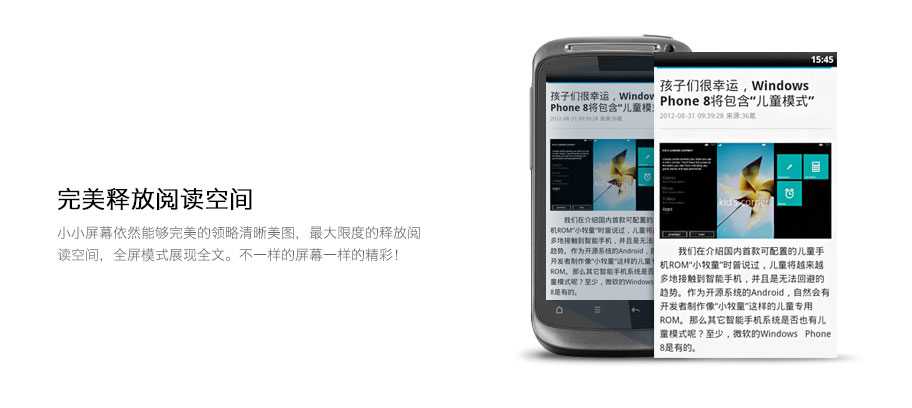 完美释放阅读空间
小小屏幕依然能够完美的领略清晰美图，最大限度的释放阅
读空间，全屏模式展现全文。不一样的屏幕一样的精彩！
孩子们很幸运，Windows
Phone 8将包含“儿童模式
2012-08-31 09:39:28 来源:36氪
我们在介绍国内首款可配置的
机ROM“小牧童”时曾说过，儿童
多地接触到智能手机，并且是无法
趋势。作为开源系统的Android，
开发者制作像“小牧童”这样的儿童
ROM。那么其它智能手机系统是否
童模式呢？至少，微软的Windows
8是有的。
15:45
孩子们很幸运，Windows
Phone 8将包含“儿童模式”
2012-08-31 09:39:28 来源:36氪
kid's corner
我们在介绍国内首款可配置的儿童手
机ROM“小牧童”时曾说过，儿童将越来越
多地接触到智能手机，并且是无法回避的
趋势。作为开源系统的Android，自然会有
开发者制作像“小牧童”这样的儿童专用
ROM。那么其它智能手机系统是否也有儿
童模式呢？至少，微软的Windows Phone
8是有的。